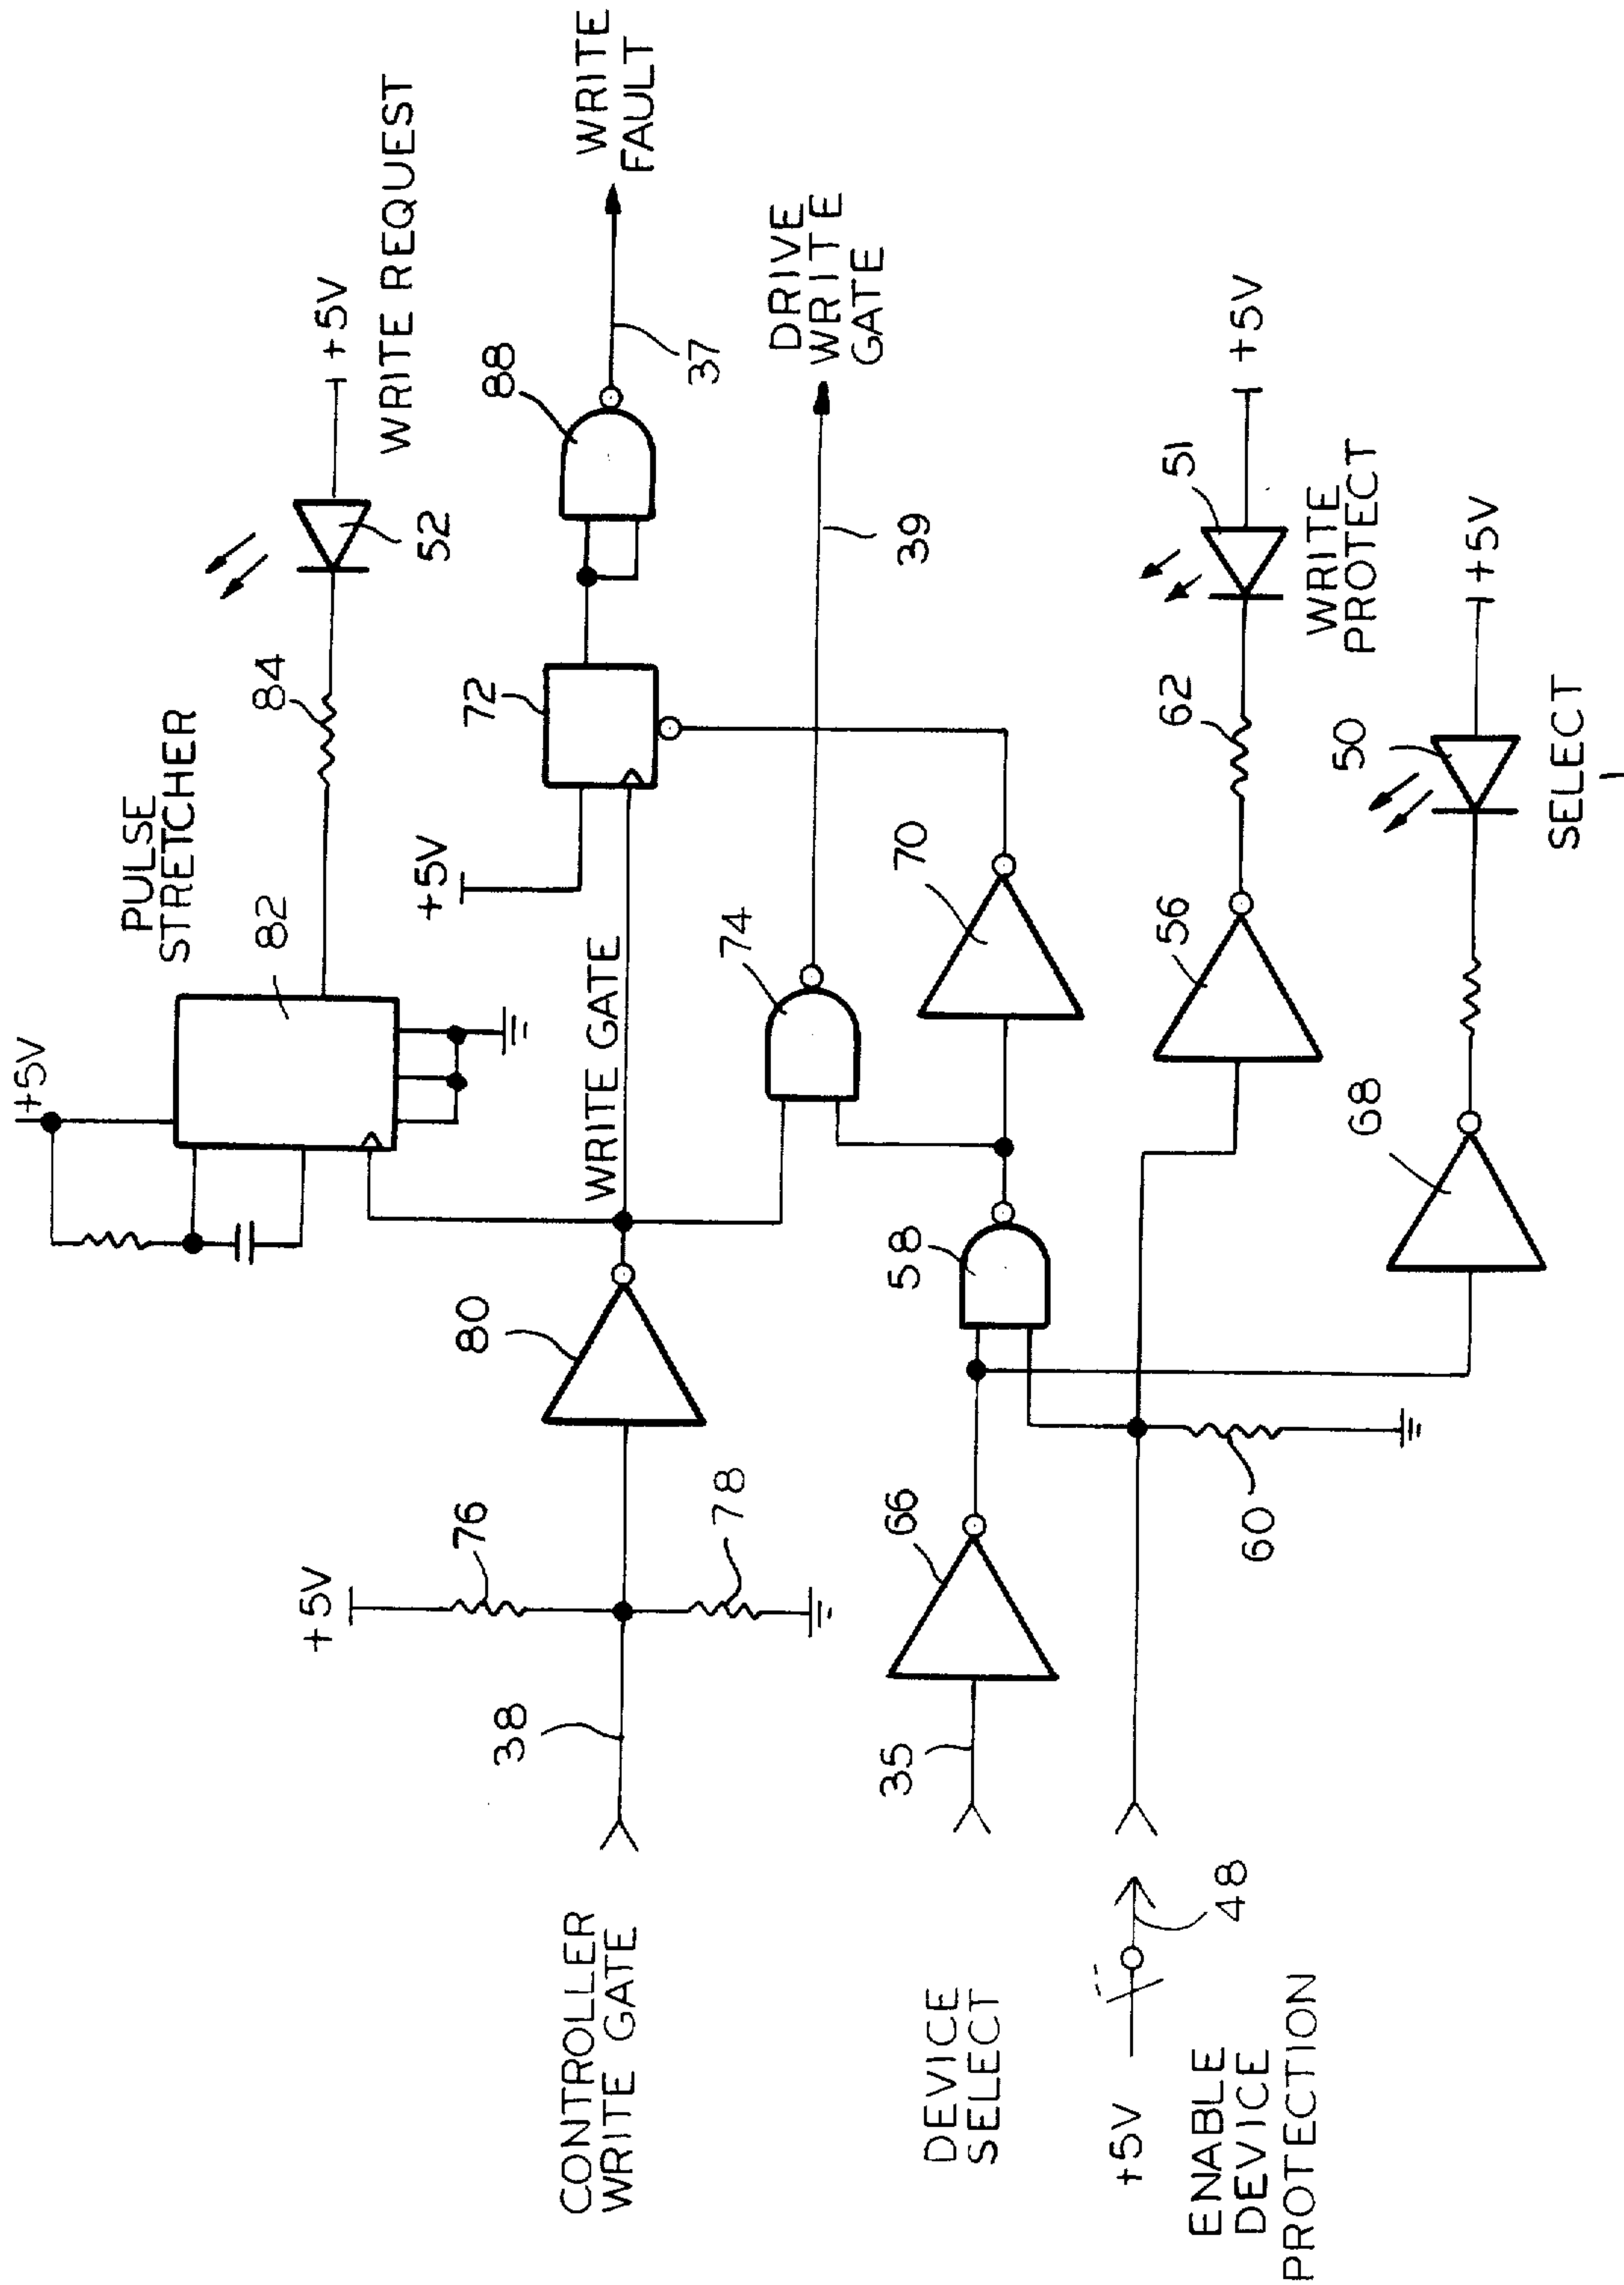 +5V
PULSE
STRETCHER
82
84
52
+5V
WRITE REQUEST
CONTROLLER
WRITE GATE
38
+5V
76
78
80
WRITE GATE
+5V
72
88
37
WRITE
FAULT
74
39
DRIVE
WRITE
GATE
DEVICE
SELECT
35
66
58
70
+5V
48
ENABLE
DEVICE
PROTECTION
60
56
62
51
+5V
WRITE
PROTECT
68
50
+5V
SELECT